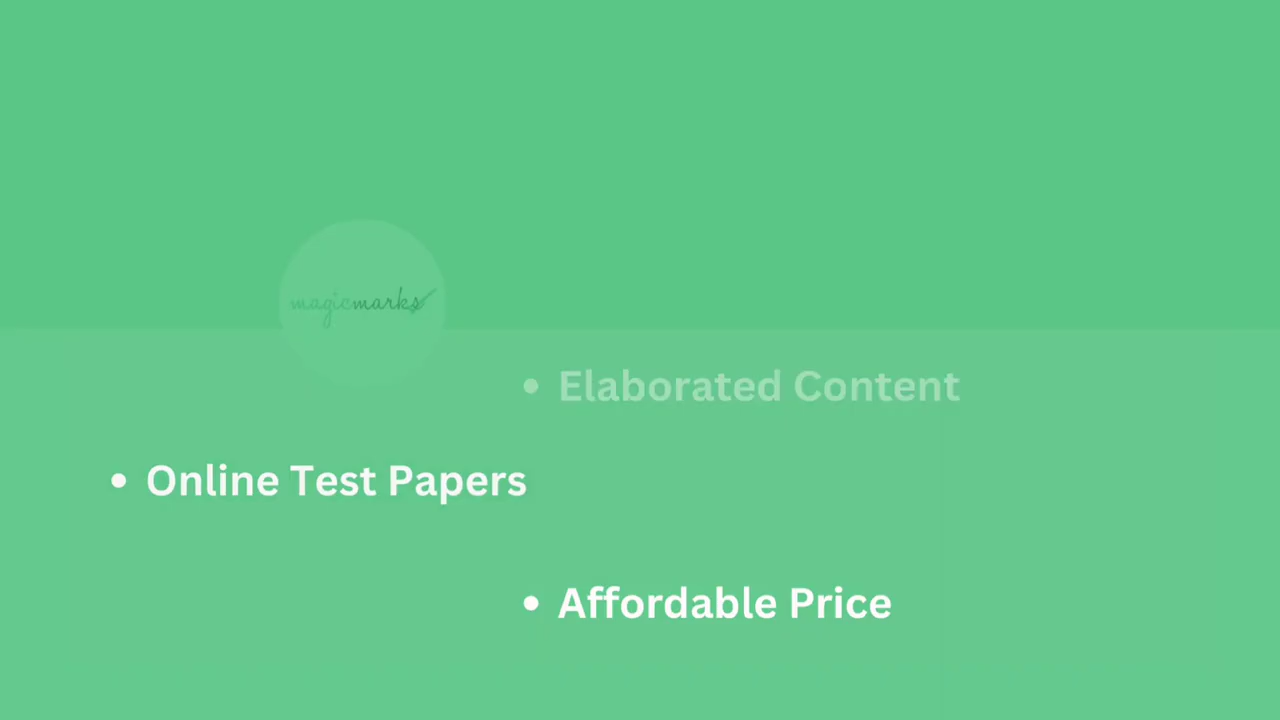 magicmarks
• Elaborated Content
• Online Test Papers
• Affordable Price